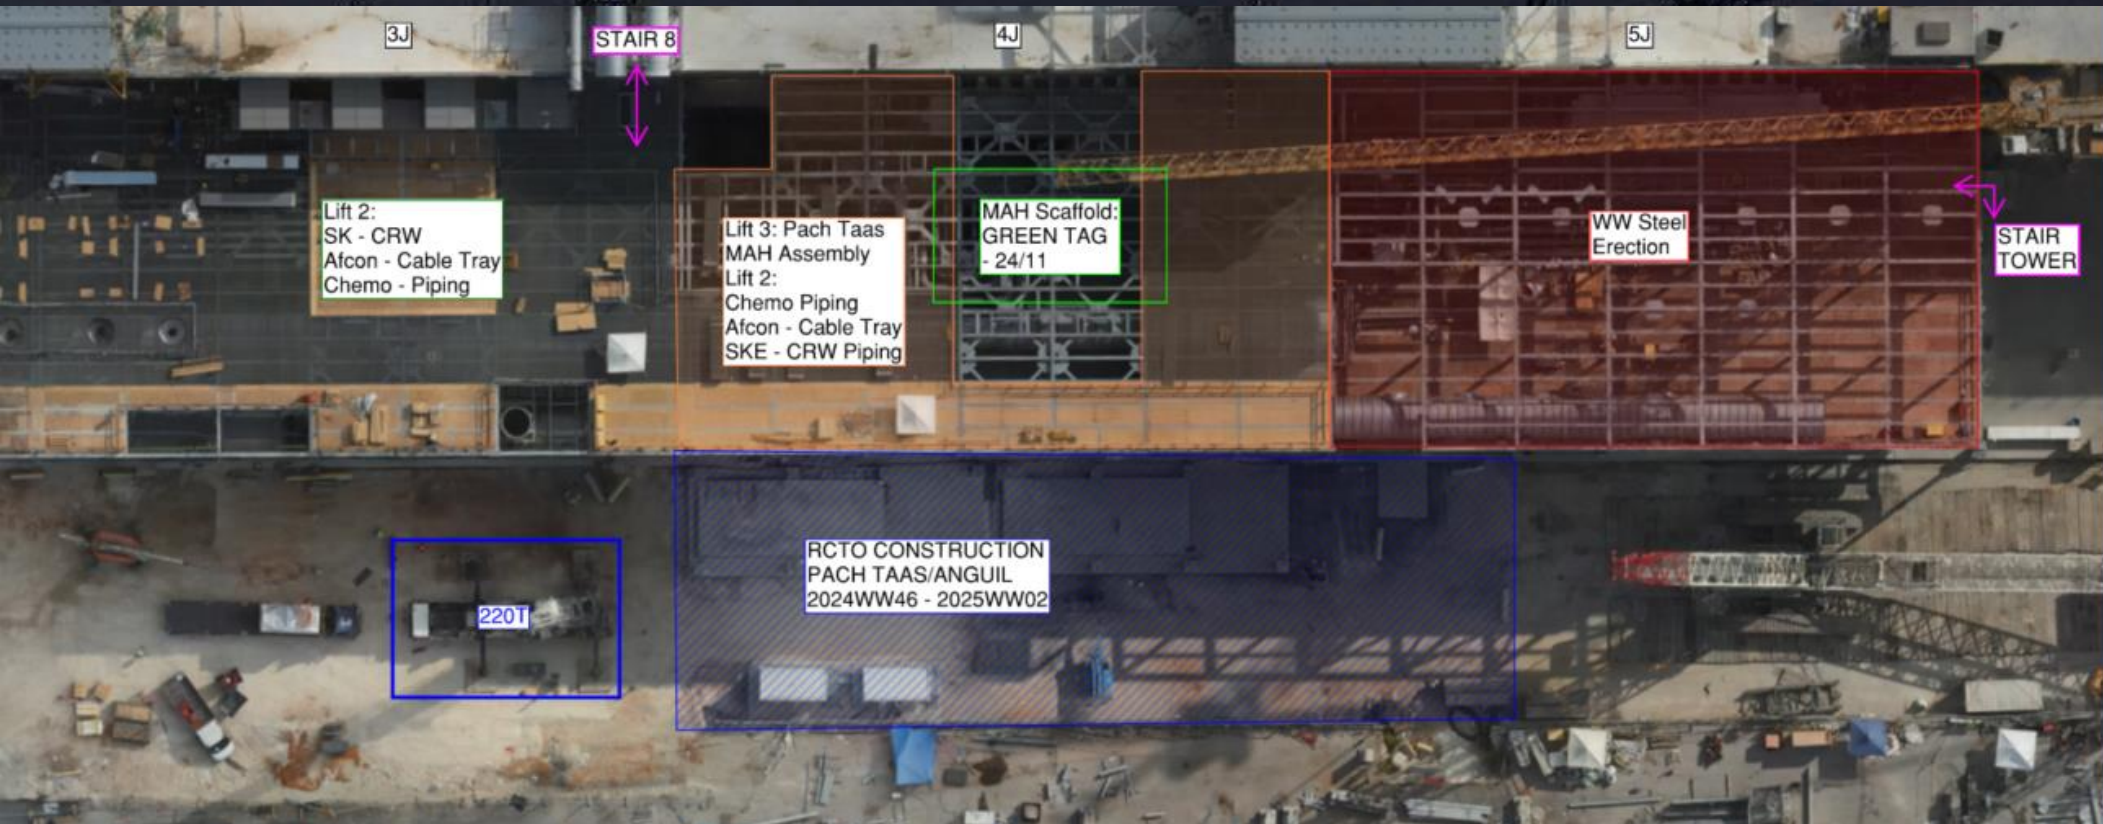 3J
STAIR 8
4J
5J
Lift 2:
SK - CRW
Afcon - Cable Tray
Chemo - Piping
Lift 3: Pach Taas
MAH Assembly
Lift 2:
Chemo Piping
Afcon - Cable Tray
SKE - CRW Piping
MAH Scaffold:
GREEN TAG
- 24/11
WW Steel
Erection
STAIR
TOWER
RCTO CONSTRUCTION
PACH TAAS/ANGUIL
2024WW46 - 2025WW02
220T